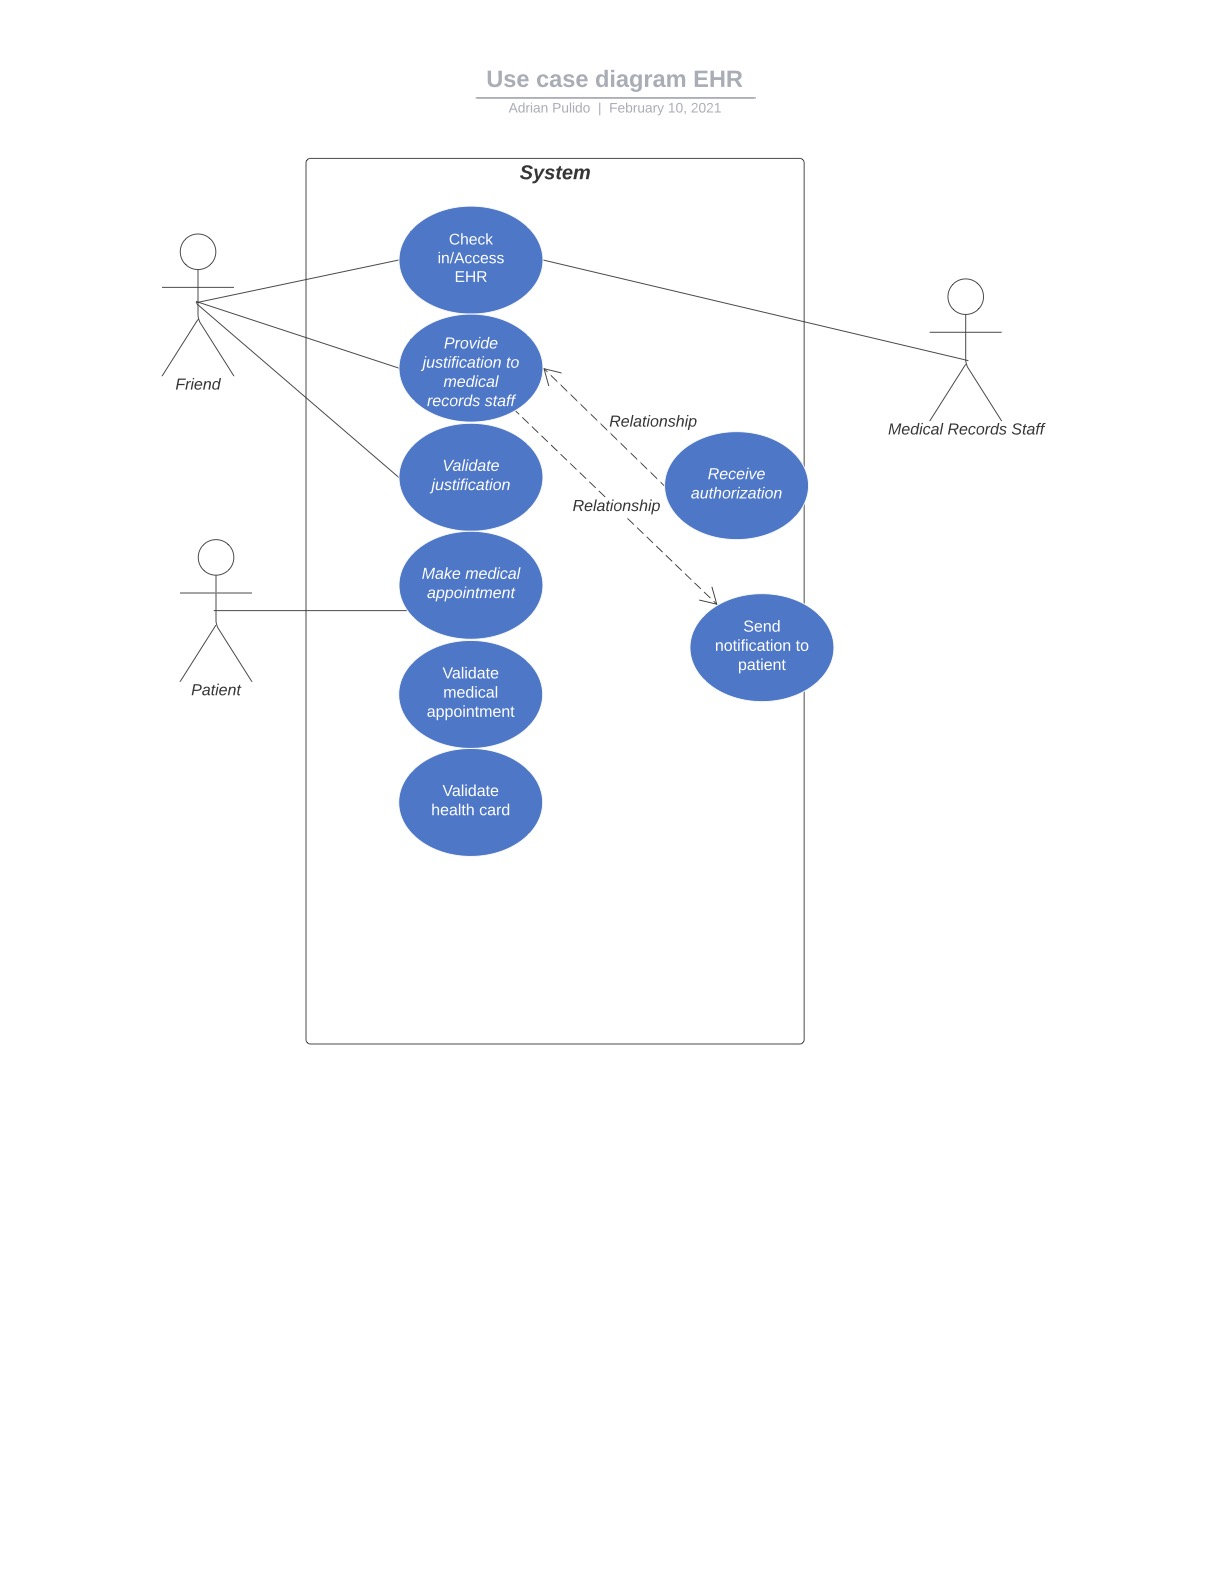 Use case diagram EHR
Adrian Pulido | February 10, 2021
System
Check
in/Access
EHR
Friend
Provide
justification to
medical
records staff
Medical Records Staff
Relationship
Validate
justification
Receive
authorization
Relationship
Make medical
appointment
Patient
Send
notification to
patient
Validate
medical
appointment
Validate
health card